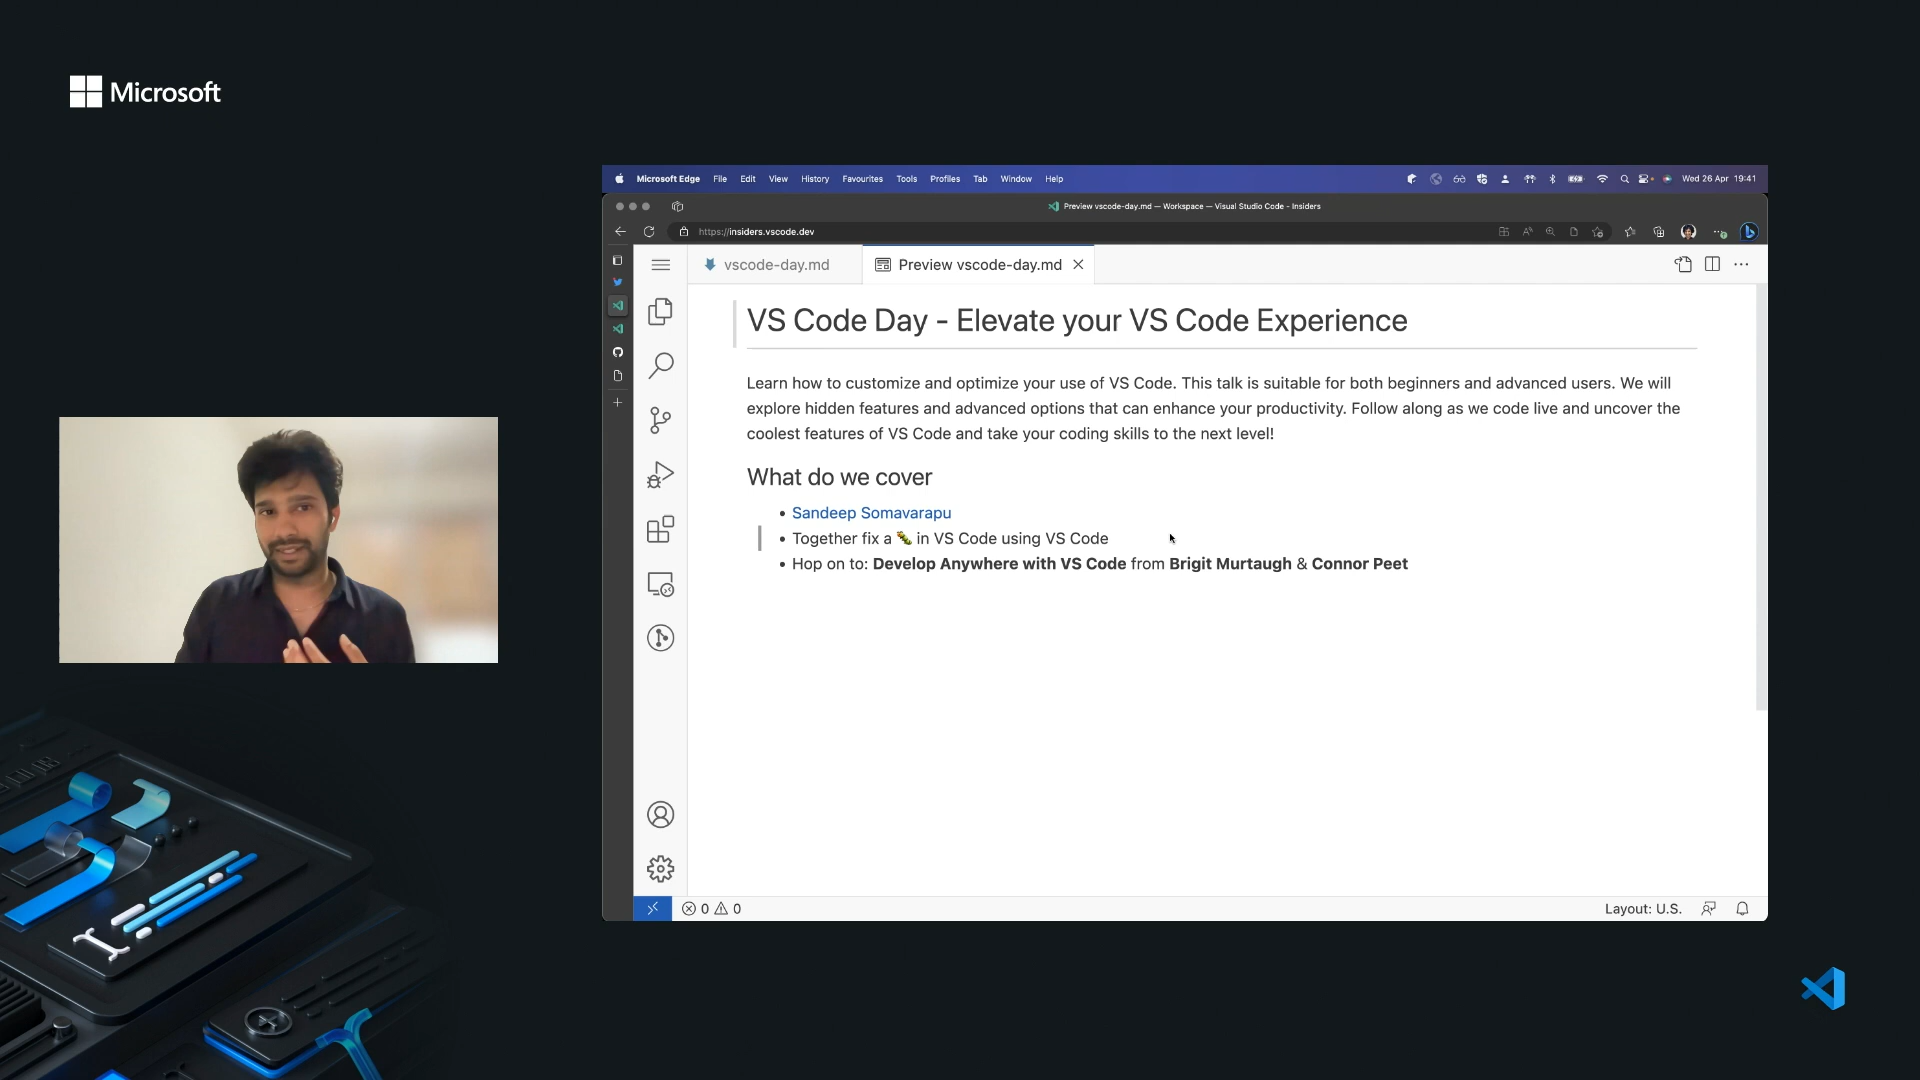 Microsoft
Microsoft Edge File Edit View History Favourites Tools Profiles Tab Window Help Wed 26 Apr 19:41
Preview vscode-day.md — Workspace — Visual Studio Code - Insiders
https://insiders.vscode.dev
vscode-day.md
Preview vscode-day.md
VS Code Day - Elevate your VS Code Experience
Learn how to customize and optimize your use of VS Code. This talk is suitable for both beginners and advanced users. We will
explore hidden features and advanced options that can enhance your productivity. Follow along as we code live and uncover the
coolest features of VS Code and take your coding skills to the next level!
What do we cover
• Sandeep Somavarapu
• Together fix a 🐛 in VS Code using VS Code
• Hop on to: Develop Anywhere with VS Code from Brigit Murtaugh & Connor Peet
0 0 Layout: U.S.